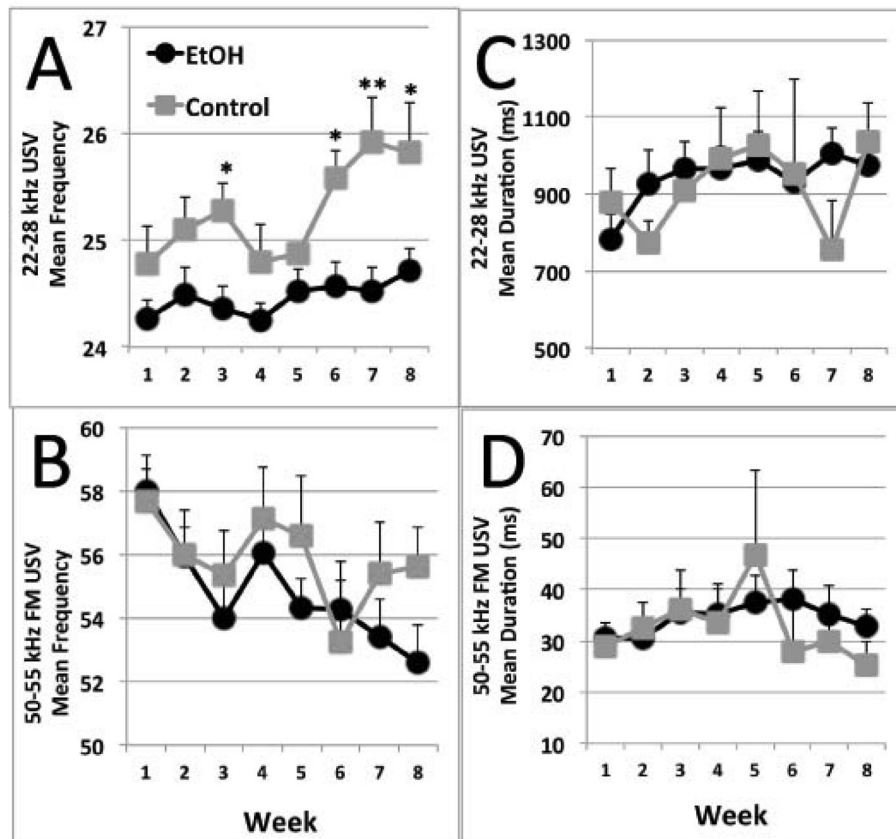 A
EtOH
Control
22-28 kHz USV
Mean Frequency
27
26
25
24
*
*
**
*
1 2 3 4 5 6 7 8
C
22-28 kHz USV
Mean Duration (ms)
1300
1100
900
700
500
1 2 3 4 5 6 7 8
B
50-55 kHz FM USV
Mean Frequency
60
58
56
54
52
50
1 2 3 4 5 6 7 8
Week
D
50-55 kHz FM USV
Mean Duration (ms)
70
60
50
40
30
20
10
1 2 3 4 5 6 7 8
Week